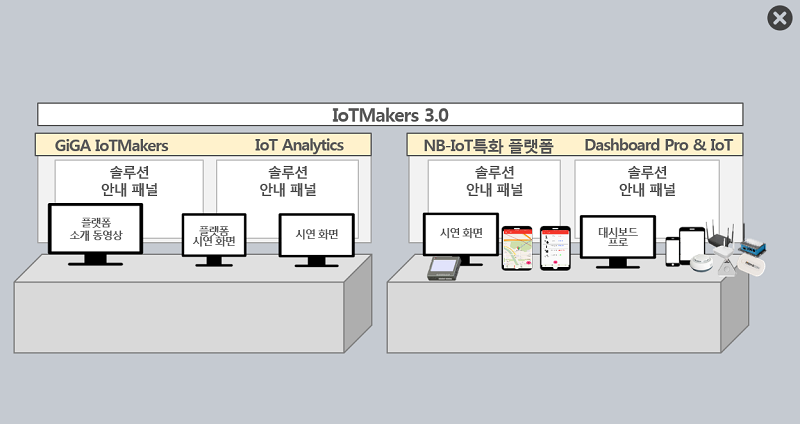 IoTMakers 3.0
GiGA IoTMakers
IoT Analytics
NB-IoT특화 플랫폼
Dashboard Pro & IoT
솔루션
안내 패널
솔루션
안내 패널
솔루션
안내 패널
솔루션
안내 패널
플랫폼
소개 동영상
플랫폼
시연 화면
시연 화면
시연 화면
대시보드
프로